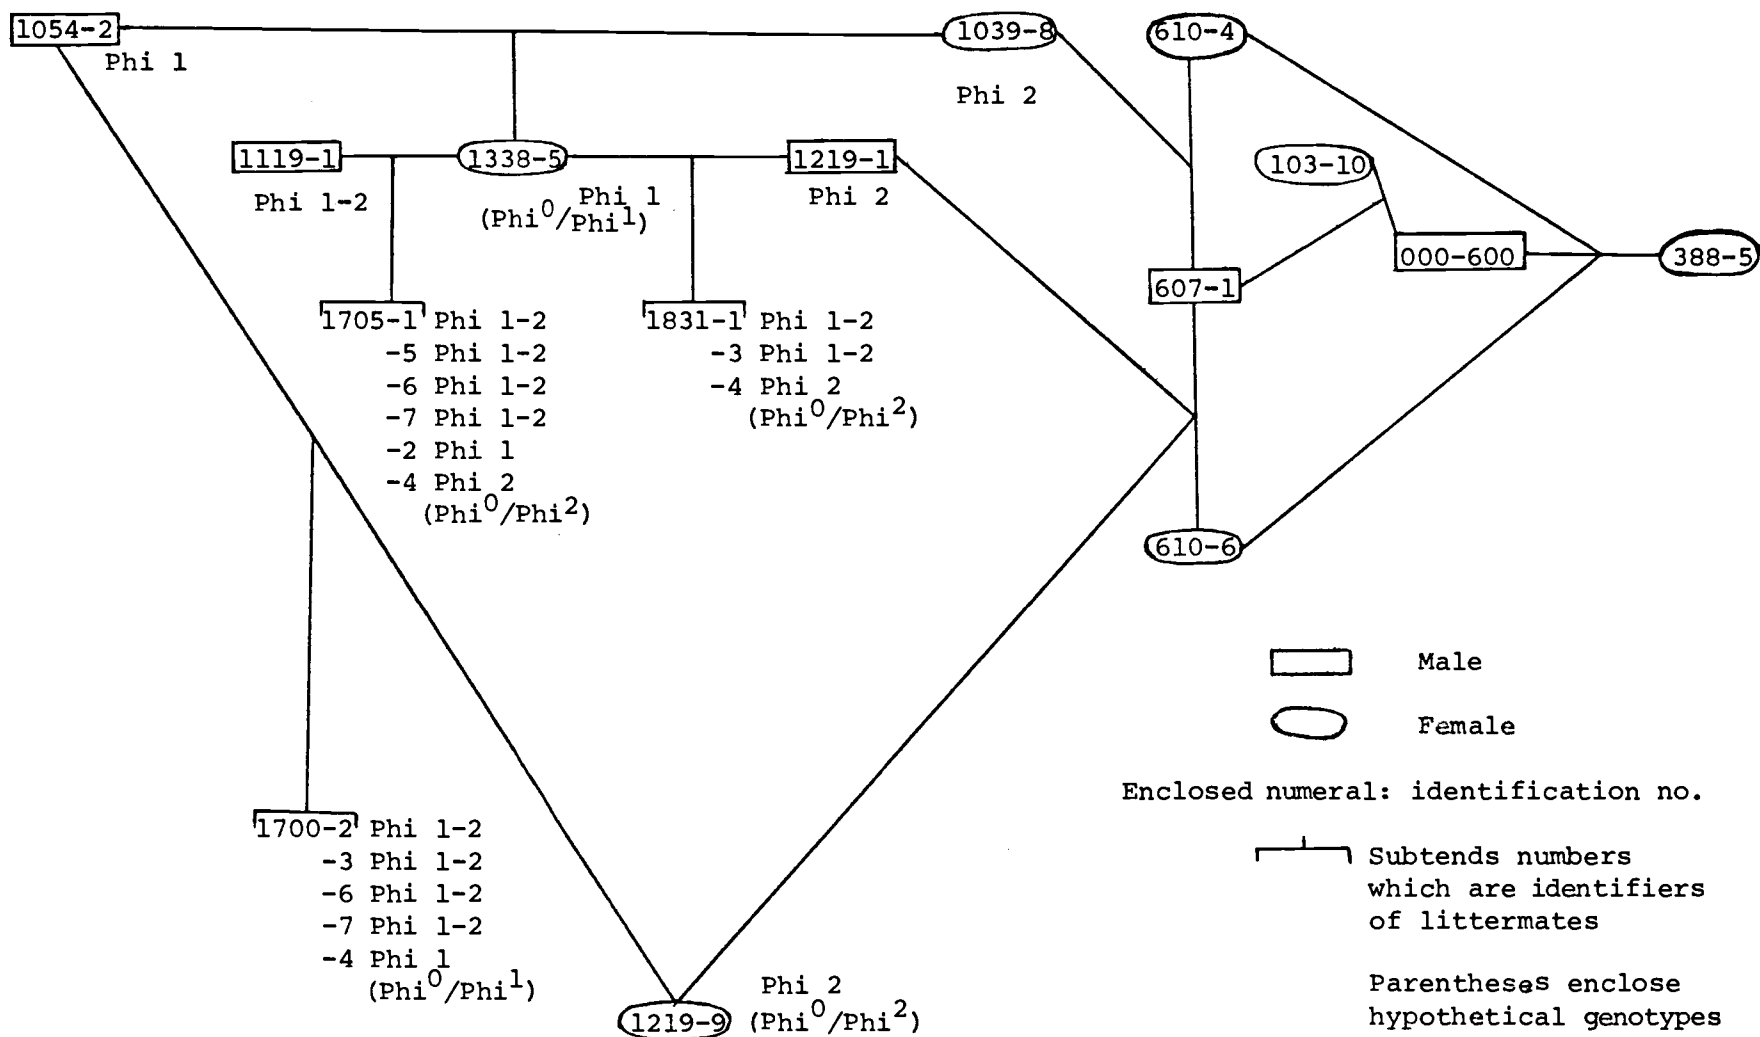 1054-2
Phi 1
1039-8
Phi 2
610-4
1119-1
Phi 1-2
1338-5
Phi 1
(Phi⁰/Phi¹)
1219-1
Phi 2
103-10
000-600
388-5
607-1
1705-1 Phi 1-2
-5 Phi 1-2
-6 Phi 1-2
-7 Phi 1-2
-2 Phi 1
-4 Phi 2
(Phi⁰/Phi²)
1831-1 Phi 1-2
-3 Phi 1-2
-4 Phi 2
(Phi⁰/Phi²)
610-6
1700-2 Phi 1-2
-3 Phi 1-2
-6 Phi 1-2
-7 Phi 1-2
-4 Phi 1
(Phi⁰/Phi¹)
1219-9
Phi 2
(Phi⁰/Phi²)
Male
Female
Enclosed numeral: identification no.
Subtends numbers
which are identifiers
of littermates
Parentheses enclose
hypothetical genotypes